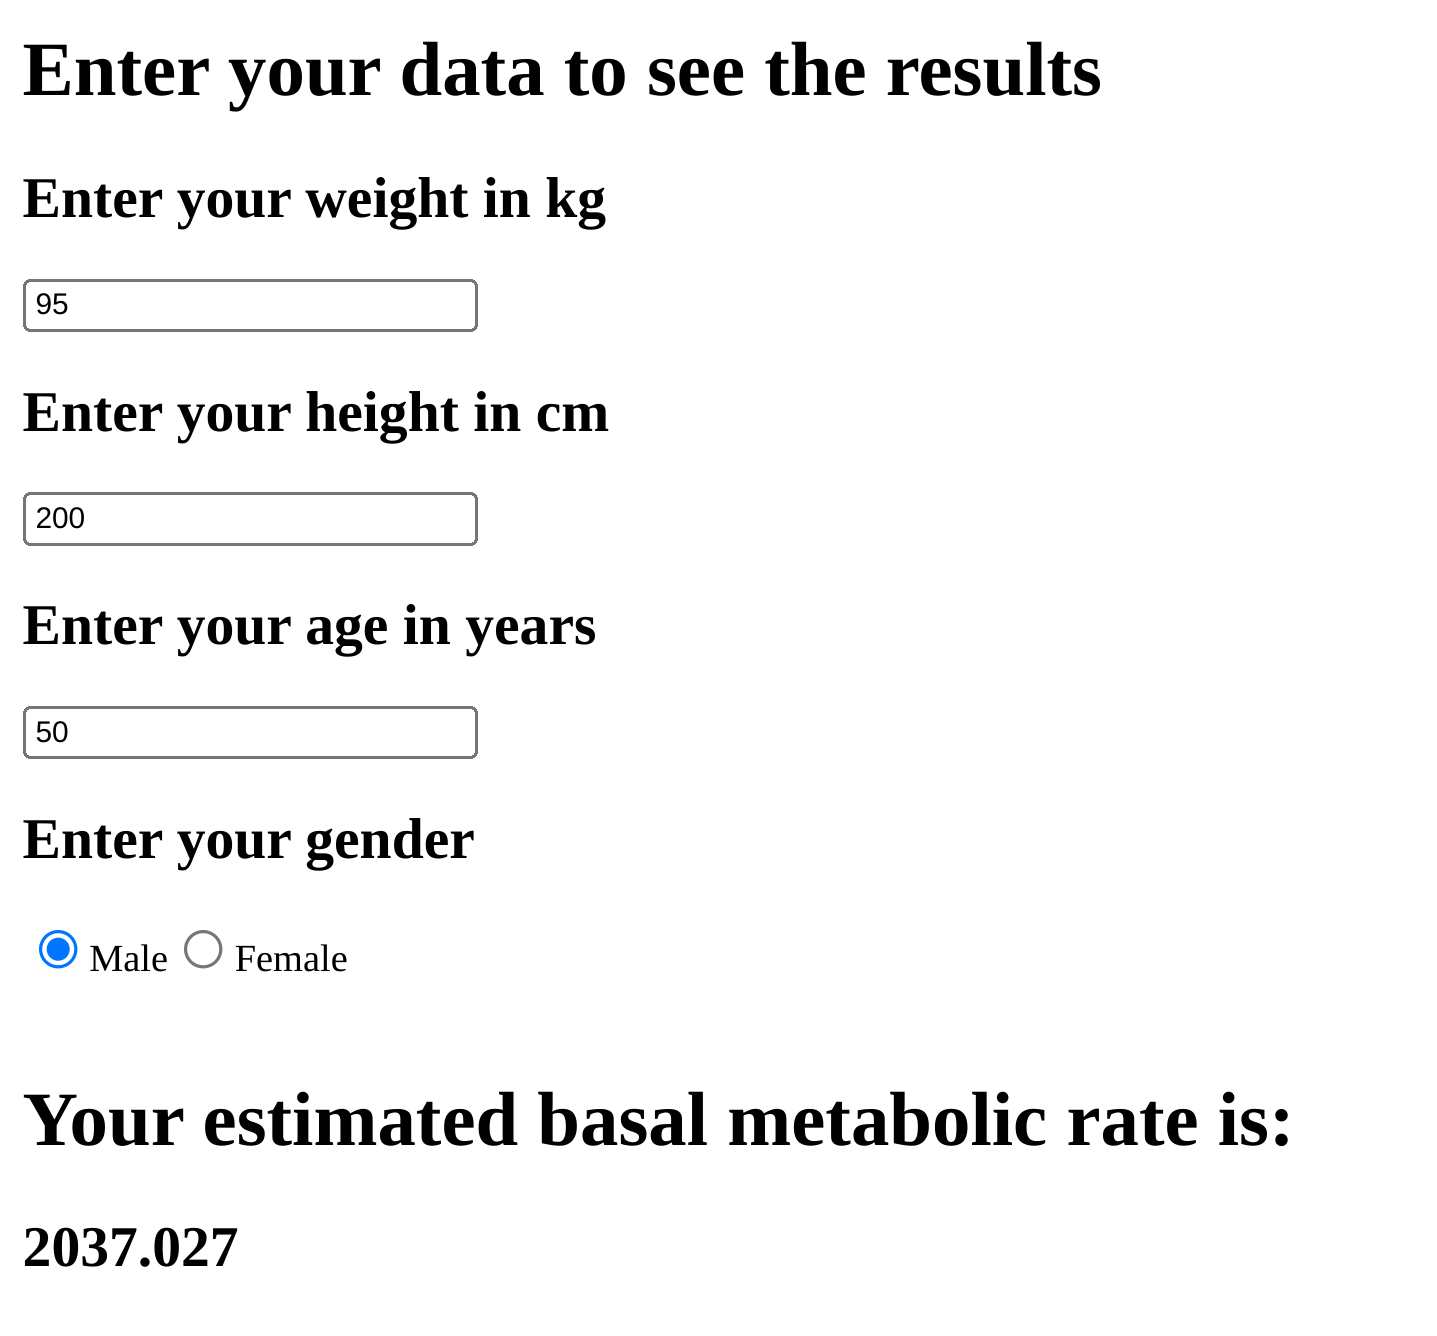 Enter your data to see the results
Enter your weight in kg
95
Enter your height in cm
200
Enter your age in years
50
Enter your gender
Male Female
Your estimated basal metabolic rate is:
2037.027